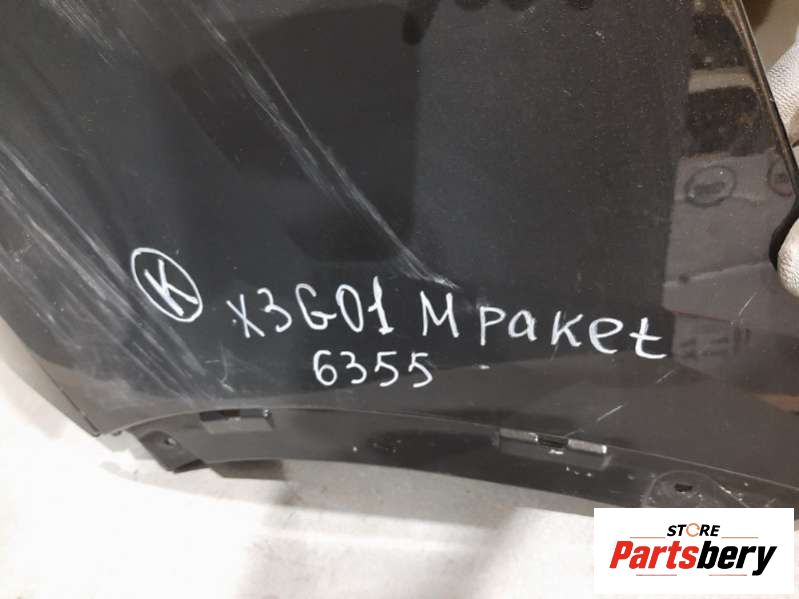 K
X3G01 M paket
6355
STORE
Partsbery